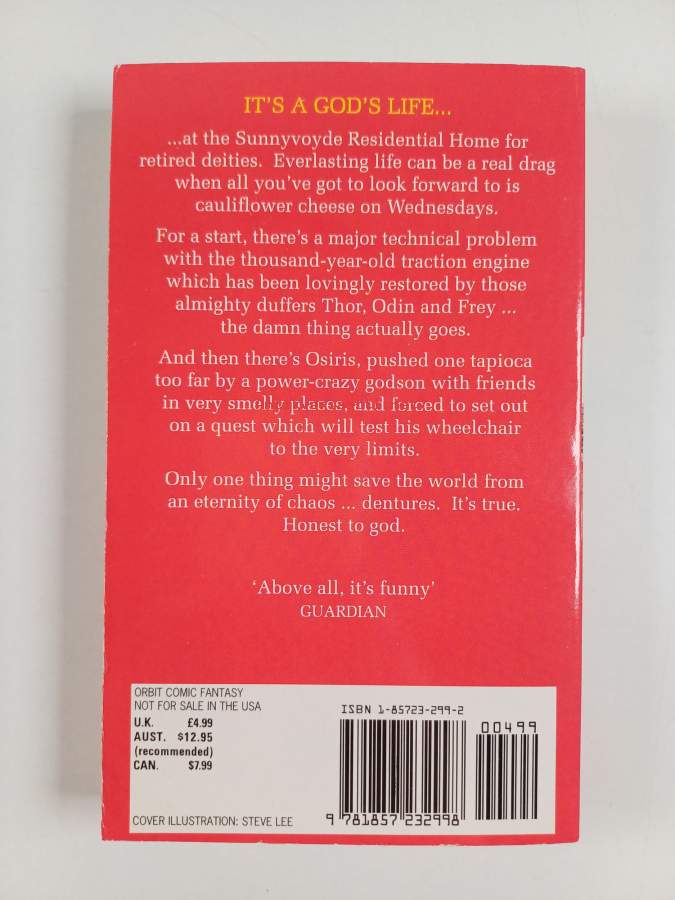 IT'S A GOD'S LIFE...
...at the Sunnyvoyde Residential Home for
retired deities. Everlasting life can be a real drag
when all you've got to look forward to is
cauliflower cheese on Wednesdays.
For a start, there's a major technical problem
with the thousand-year-old traction engine
which has been lovingly restored by those
almighty duffers Thor, Odin and Frey ...
the damn thing actually goes.
And then there's Osiris, pushed one tapioca
too far by a power-crazy godson with friends
in very smelly places, and forced to set out
on a quest which will test his wheelchair
to the very limits.
Only one thing might save the world from
an eternity of chaos ... dentures. It's true.
Honest to god.
'Above all, it's funny'
GUARDIAN
ORBIT COMIC FANTASY
NOT FOR SALE IN THE USA
U.K. £4.99
AUST. $12.95
(recommended)
CAN. $7.99
COVER ILLUSTRATION: STEVE LEE
ISBN 1-85723-299-2
00499
9 781857 232998